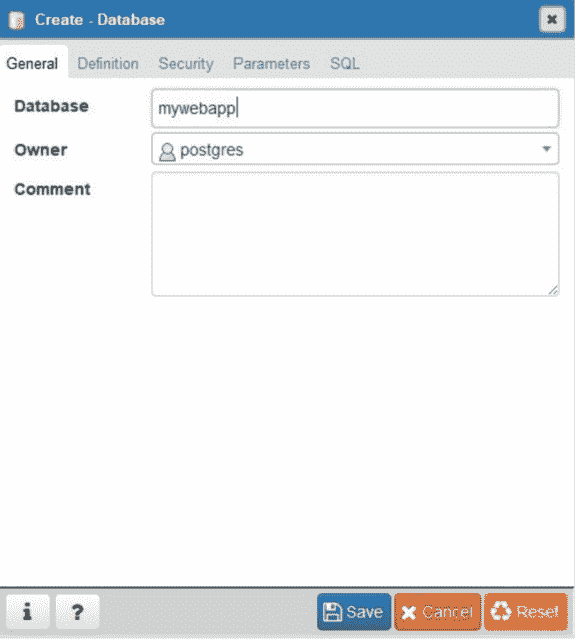 Create - Database
General Definition Security Parameters SQL
Database mywebapp
Owner postgres
Comment
i ? Save Cancel Reset